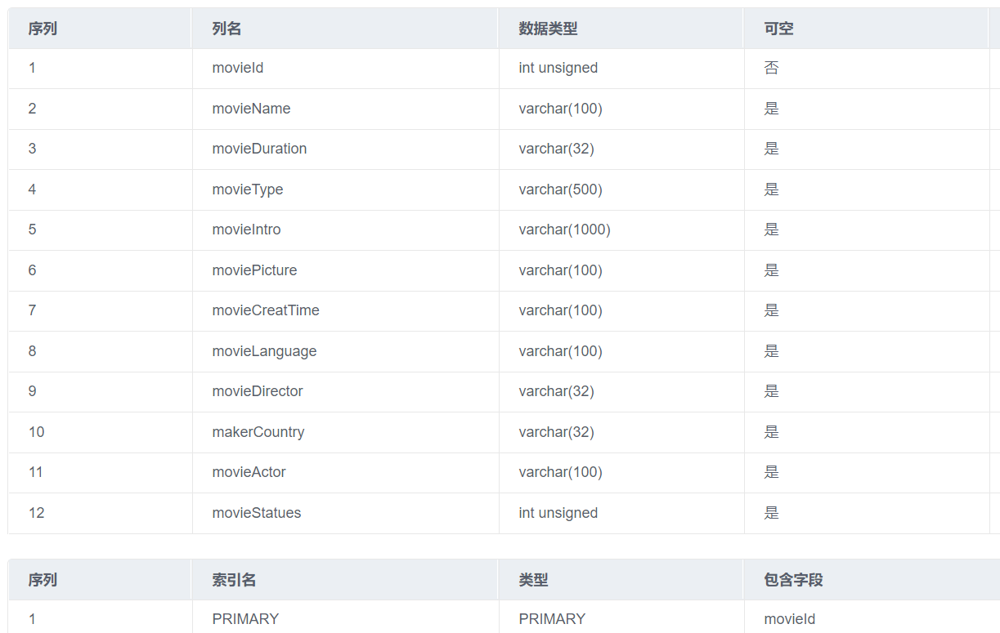 序列 列名 数据类型 可空
1 movieId int unsigned 否
2 movieName varchar(100) 是
3 movieDuration varchar(32) 是
4 movieType varchar(500) 是
5 movieIntro varchar(1000) 是
6 moviePicture varchar(100) 是
7 movieCreatTime varchar(100) 是
8 movieLanguage varchar(100) 是
9 movieDirector varchar(32) 是
10 makerCountry varchar(32) 是
11 movieActor varchar(100) 是
12 movieStatues int unsigned 是
序列 索引名 类型 包含字段
1 PRIMARY PRIMARY movieId